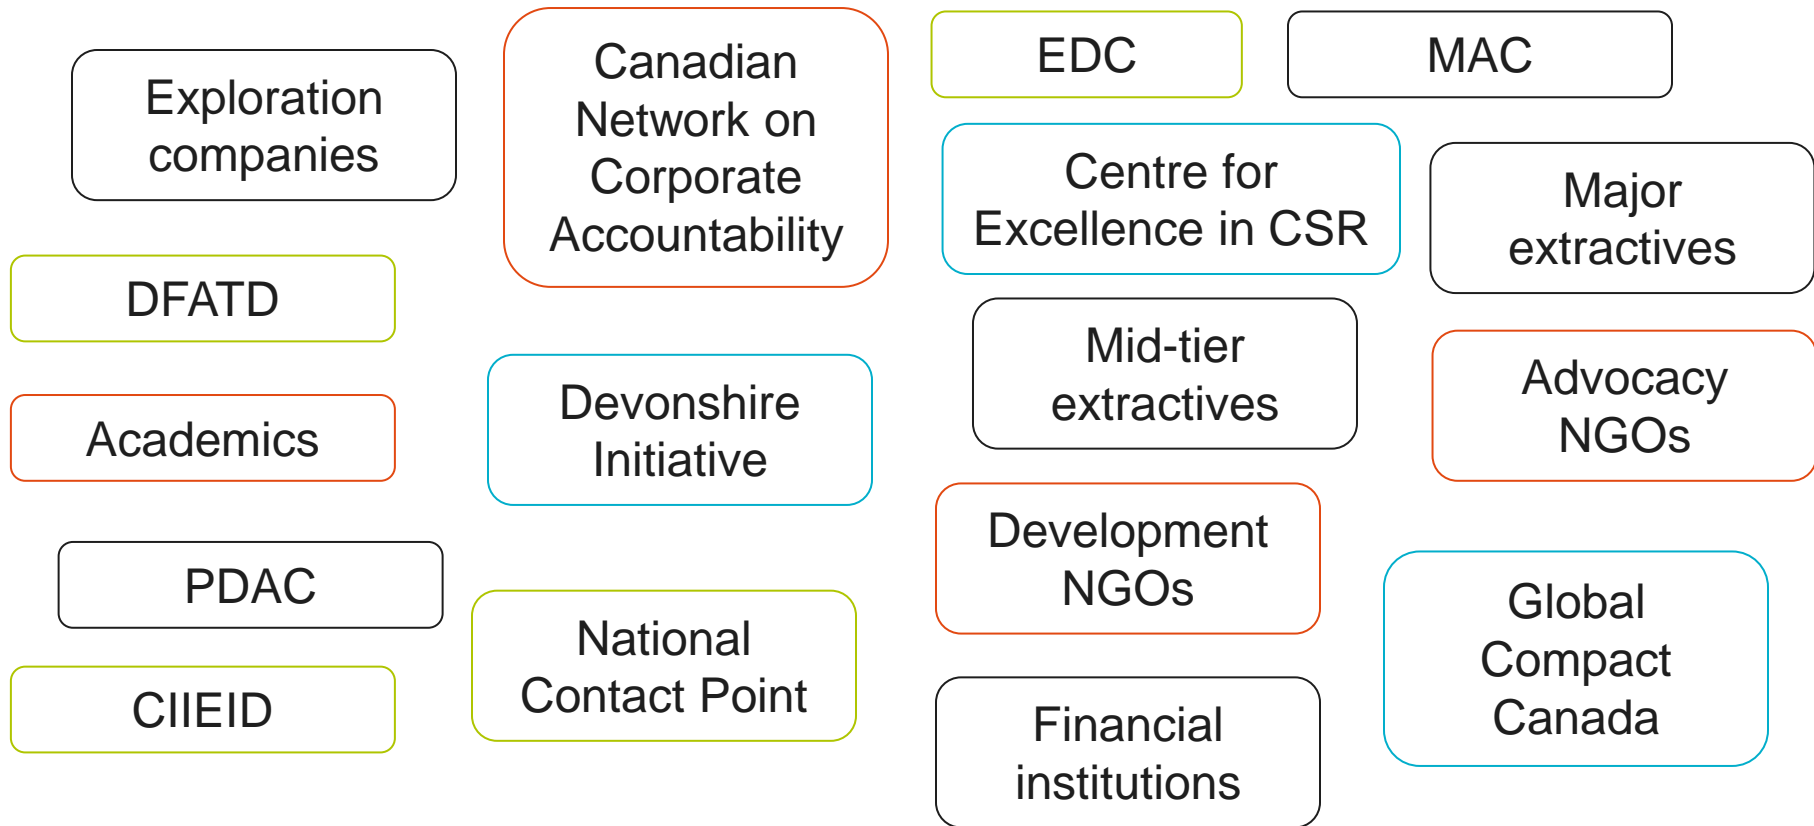 Exploration
companies
Canadian
Network on
Corporate
Accountability
EDC
MAC
Centre for
Excellence in CSR
Major
extractives
DFATD
Mid-tier
extractives
Advocacy
NGOs
Academics
Devonshire
Initiative
Development
NGOs
PDAC
National
Contact Point
Global
Compact
Canada
CIIEID
Financial
institutions